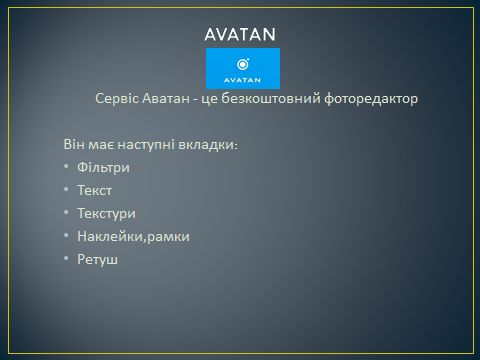 AVATAN
AVATAN
Сервіс Аватан - це безкоштовний фоторедактор
Він має наступні вкладки:
• Фільтри
• Текст
• Текстури
• Наклейки,рамки
• Ретуш